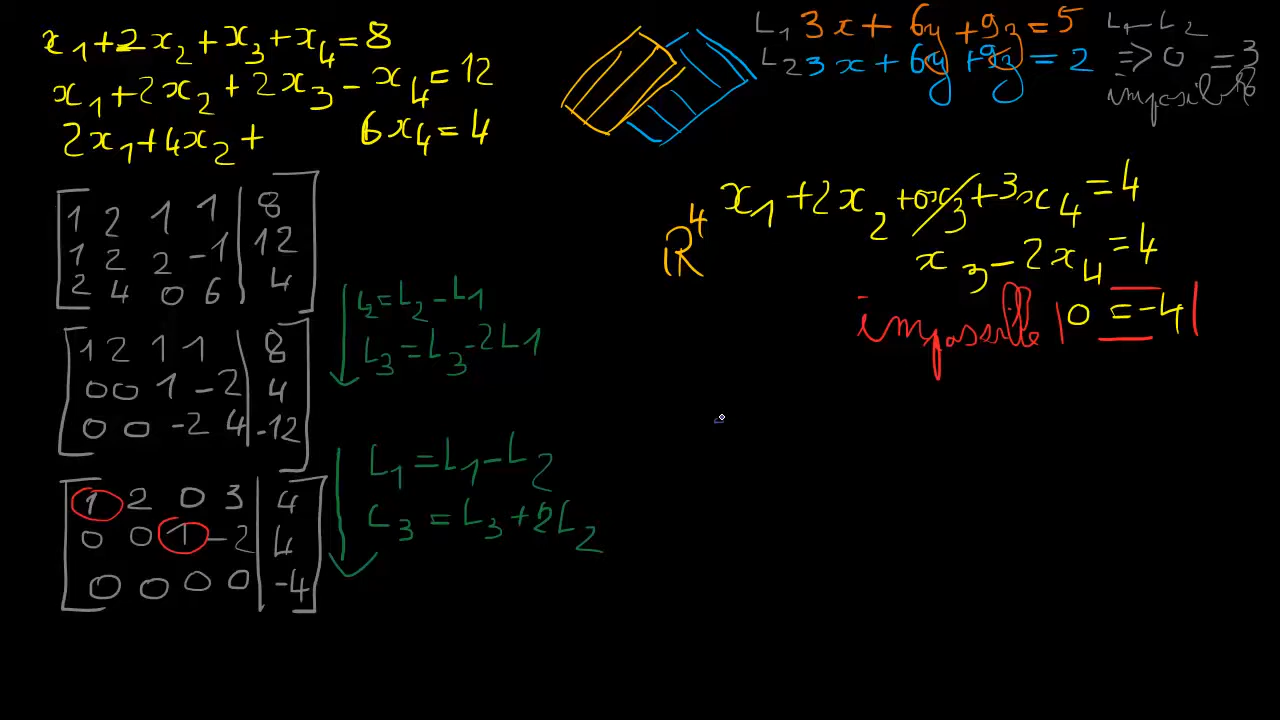 x₁+2x₂+x₃+x₄=8
x₁+2x₂+2x₃-x₄=12
2x₁+4x₂+ 6x₄=4
L₁ 3x+6y+9z=5 L₁-L₂
L₂ 3x+6y+9z=2 => 0 =3
imposible
1 2 1 1 | 8
1 2 2 -1 | 12
2 4 0 6 | 4
L₂=L₂-L₁
L₃=L₃-2L1
1 2 1 1 | 8
0 0 1 -2 | 4
0 0 -2 4 | -12
L₁=L₁-L₂
L₃=L₃+2L₂
1 2 0 3 | 4
0 0 1 -2 | 4
0 0 0 0 | -4
ℝ⁴ x₁+2x₂+0x₃+3x₄=4
x₃-2x₄=4
impossible | 0 =-4 |